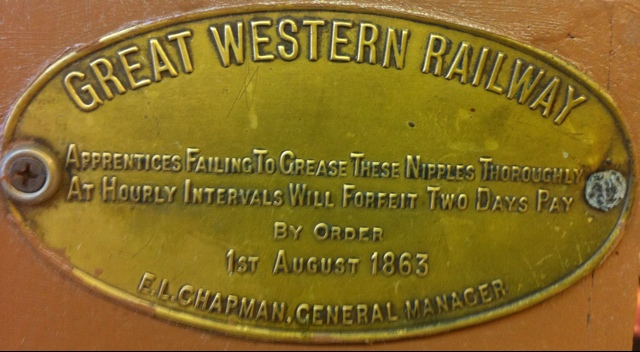 GREAT WESTERN RAILWAY
APPRENTICES FAILING TO GREASE THESE NIPPLES THOROUGHLY
AT HOURLY INTERVALS WILL FORFEIT TWO DAYS PAY
BY ORDER
1ST AUGUST 1863
F.L.CHAPMAN, GENERAL MANAGER